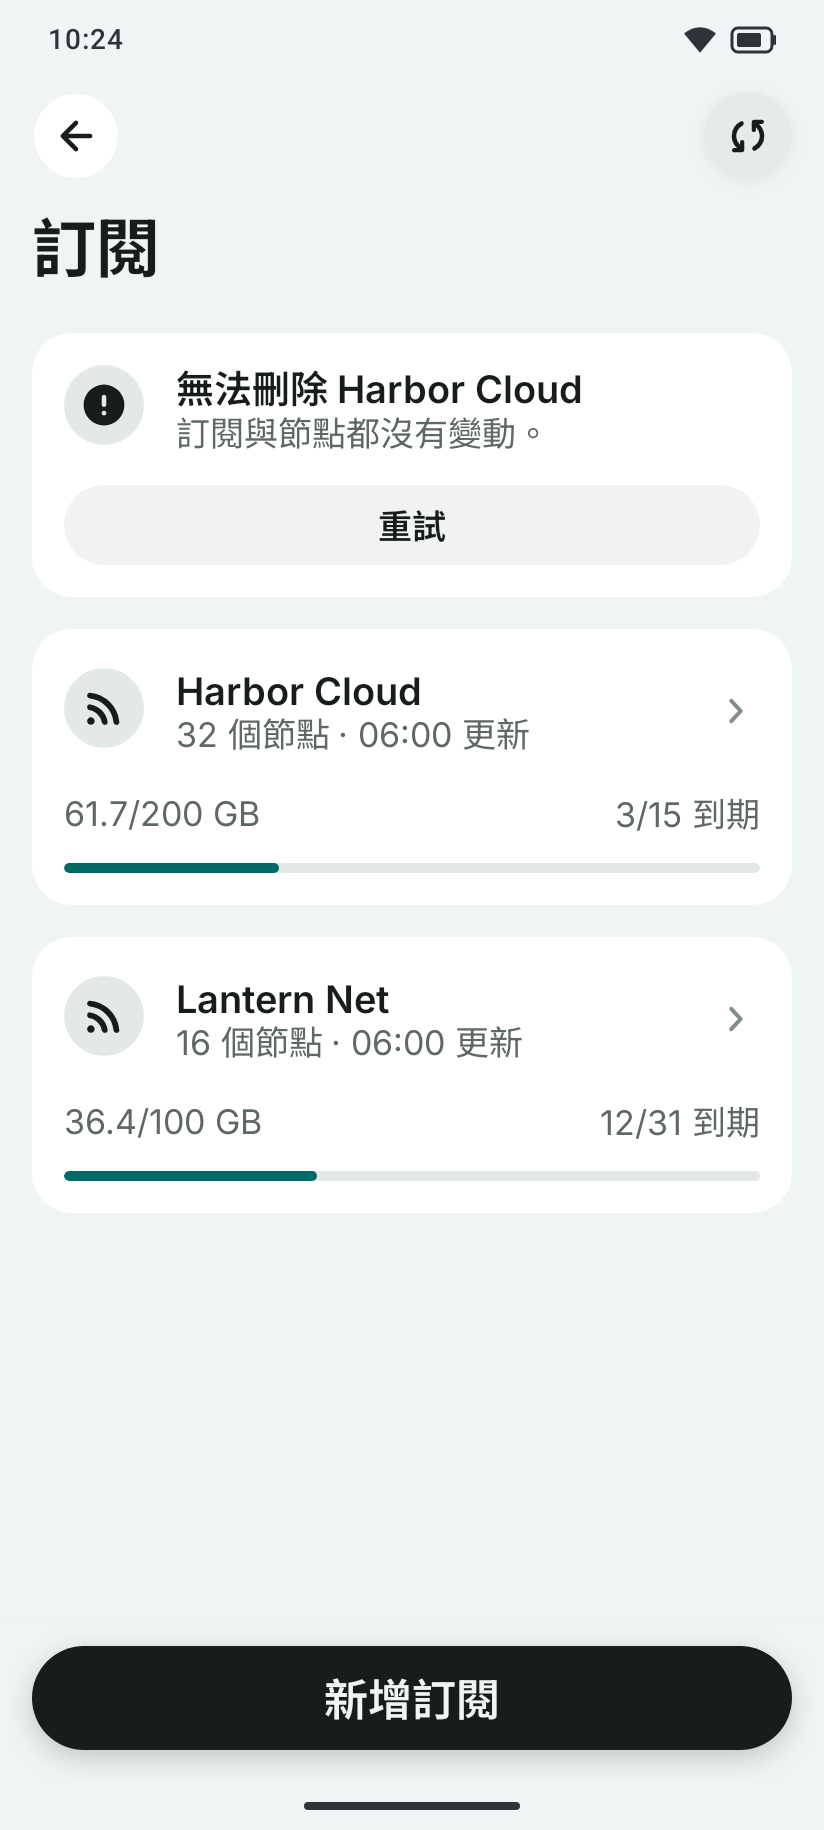 10:24
訂閱
無法刪除 Harbor Cloud
訂閱與節點都沒有變動。
重試
Harbor Cloud
32 個節點 · 06:00 更新
61.7/200 GB
3/15 到期
Lantern Net
16 個節點 · 06:00 更新
36.4/100 GB
12/31 到期
新增訂閱